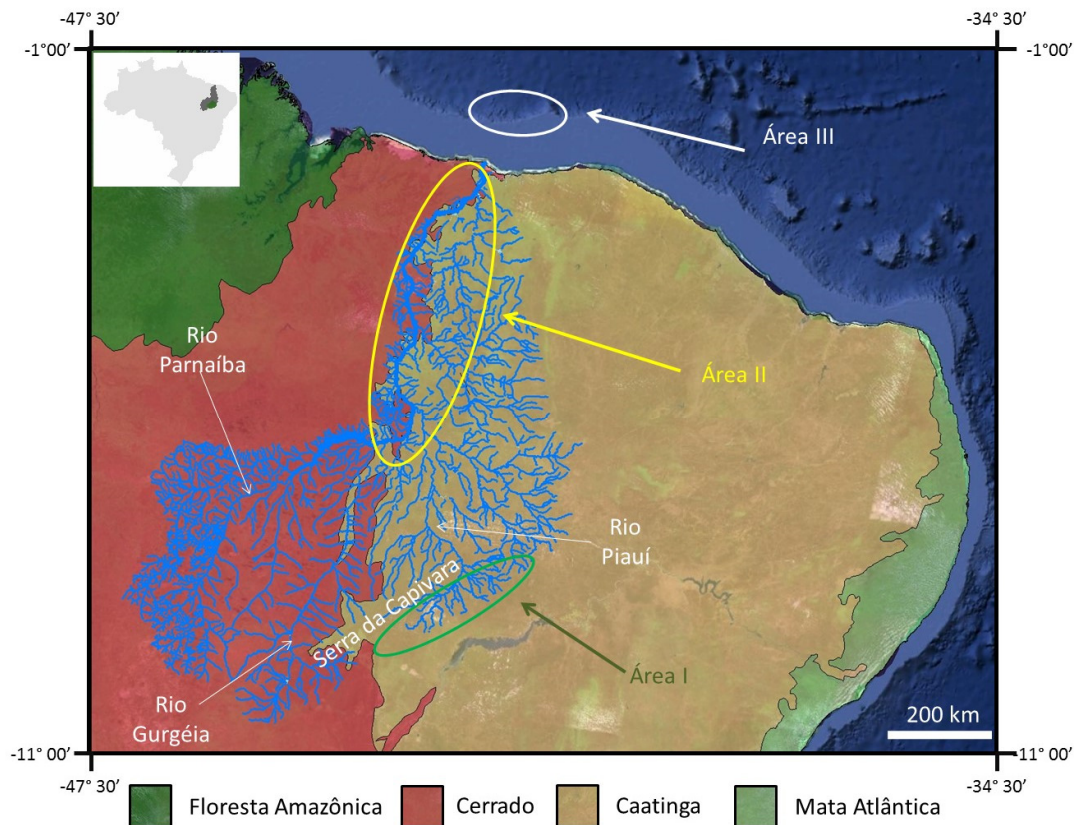 -47° 30’
-34° 30’
-1°00’
-1°00’
Área III
Rio
Parnaíba
Área II
Rio
Piauí
Serra da Capivara
Área I
Rio
Gurgéia
200 km
-11° 00’
-11° 00’
-47° 30’
-34° 30’
Floresta Amazônica
Cerrado
Caatinga
Mata Atlântica